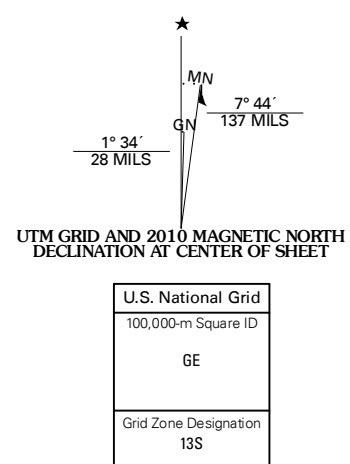 MN
7° 44´
137 MILS
GN
1° 34´
28 MILS
UTM GRID AND 2010 MAGNETIC NORTH
DECLINATION AT CENTER OF SHEET
U.S. National Grid
100,000-m Square ID
GE
Grid Zone Designation
13S